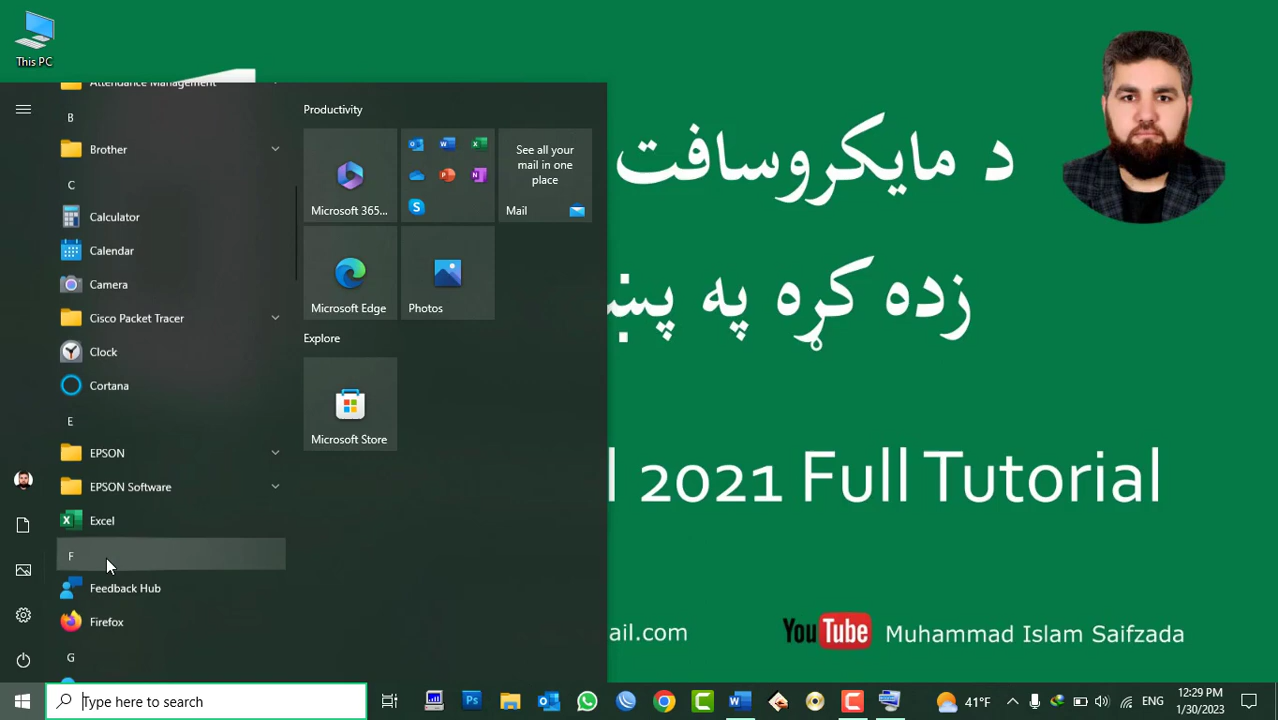 This PC
Attendance Management
B
Brother
C
Calculator
Calendar
Camera
Cisco Packet Tracer
Clock
Cortana
E
EPSON
EPSON Software
Excel
F
Feedback Hub
Firefox
G
Productivity
Microsoft 365...
See all your
mail in one
place
Mail
Microsoft Edge
Photos
Explore
Microsoft Store
د مایکروسافت
زده کړه په پښ
l 2021 Full Tutorial
ail.com
YouTube Muhammad Islam Saifzada
Type here to search
41°F
ENG
12:29 PM
1/30/2023